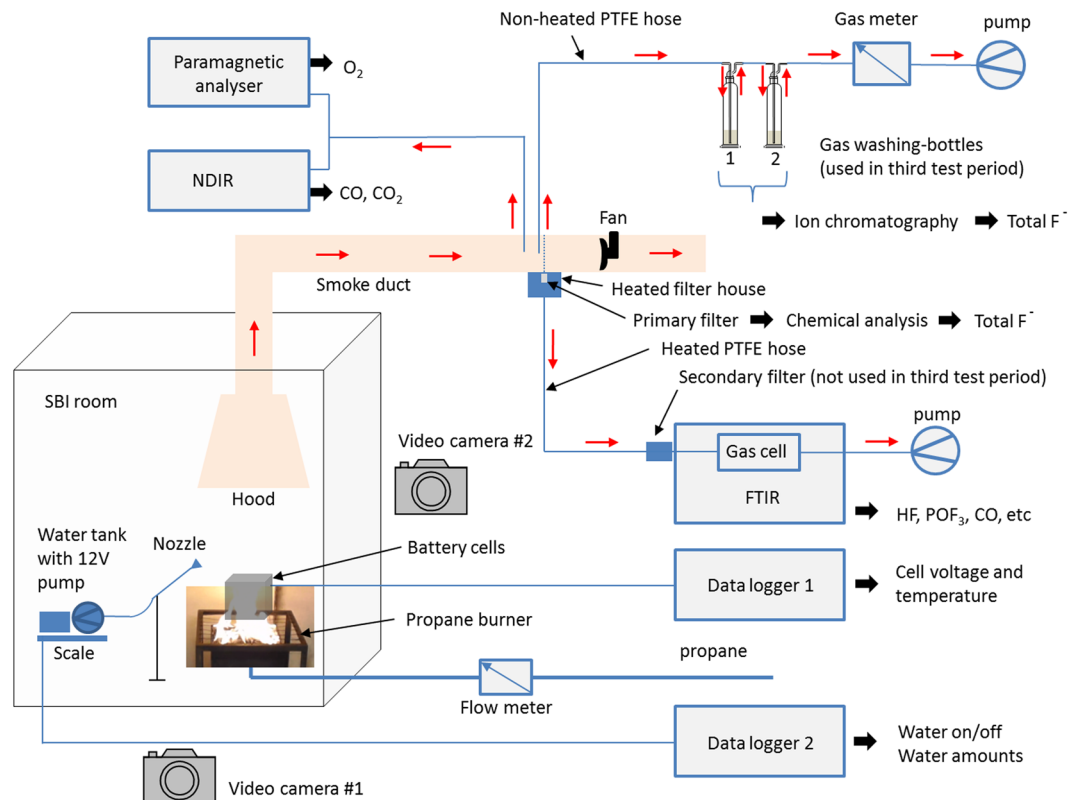 Non-heated PTFE hose
Gas meter
pump
Paramagnetic
analyser
O2
NDIR
CO, CO2
1
2
Gas washing-bottles
(used in third test period)
Ion chromatography
Total F-
Fan
Smoke duct
Heated filter house
Primary filter
Chemical analysis
Total F-
Heated PTFE hose
Secondary filter (not used in third test period)
SBI room
Hood
Video camera #2
Gas cell
FTIR
pump
HF, POF3, CO, etc
Water tank
with 12V
pump
Nozzle
Scale
Battery cells
Propane burner
Data logger 1
Cell voltage and
temperature
propane
Flow meter
Data logger 2
Water on/off
Water amounts
Video camera #1